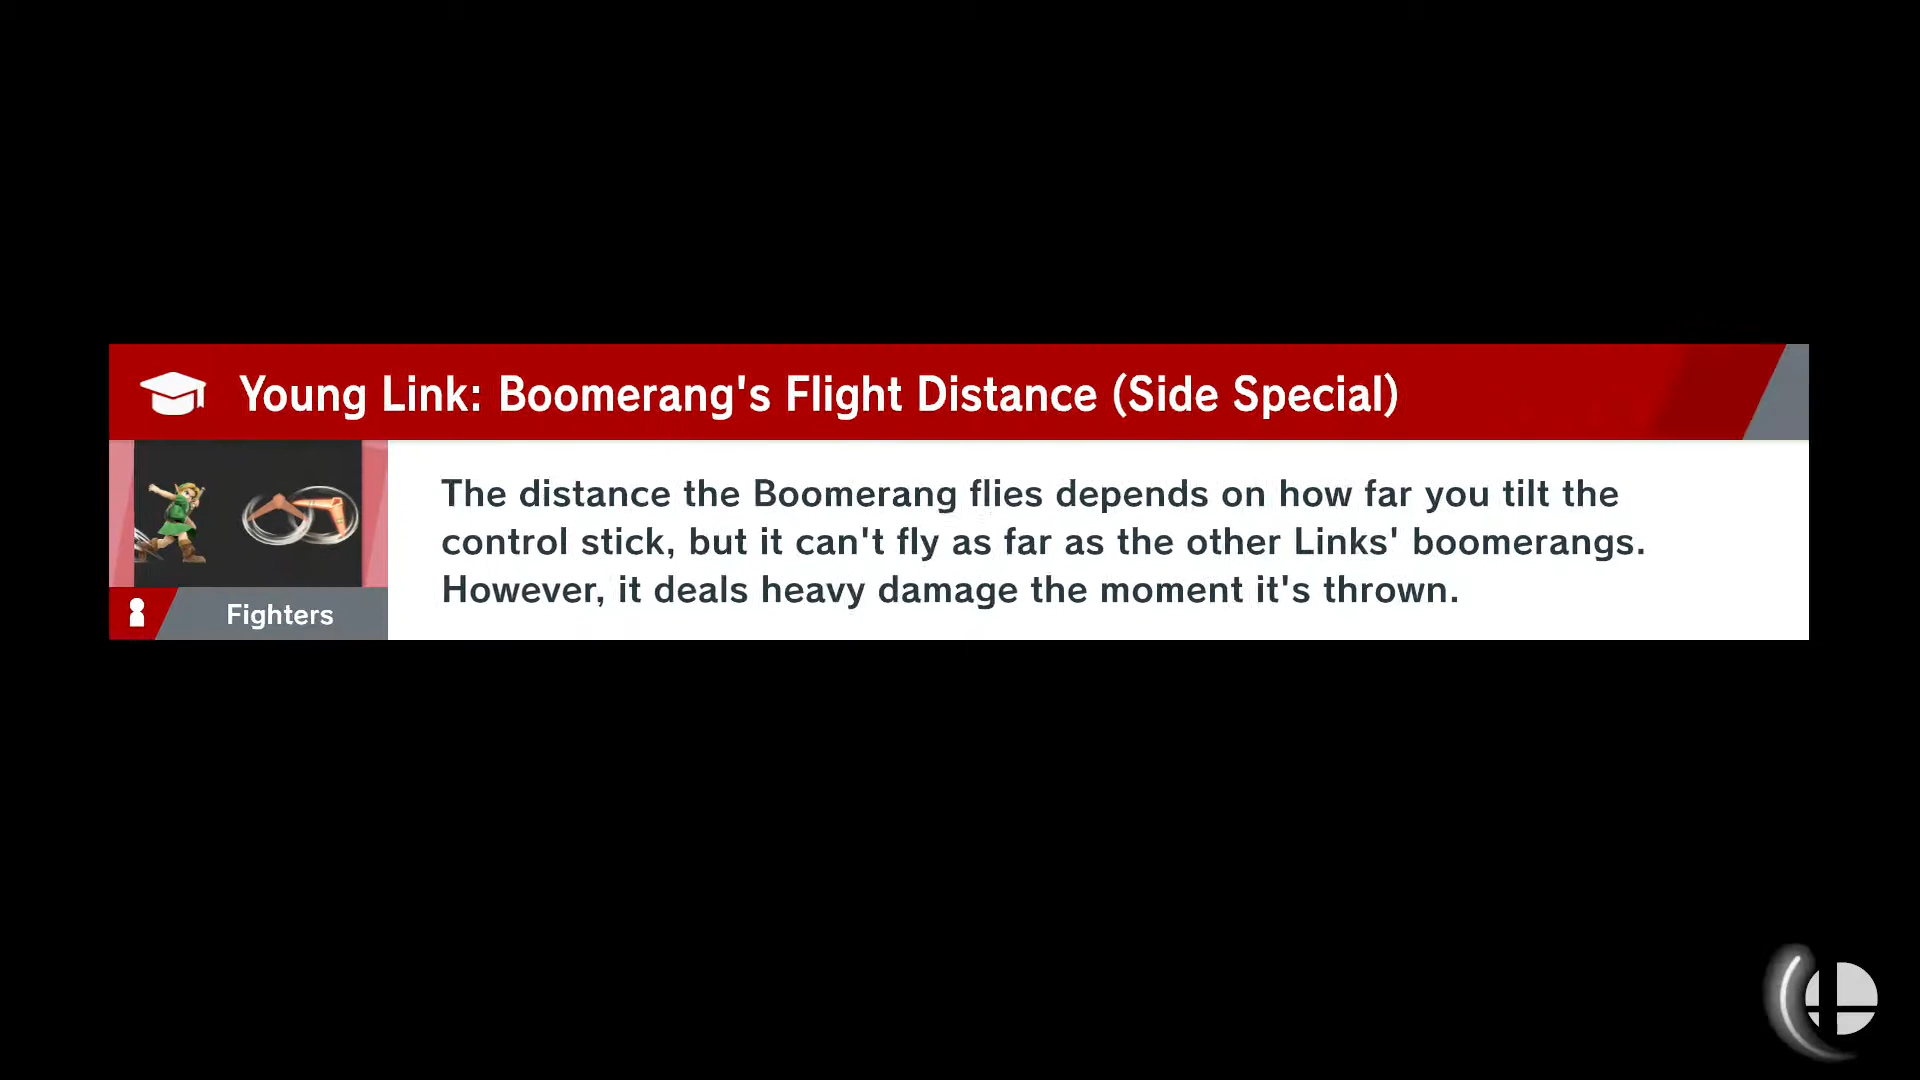 Young Link: Boomerang's Flight Distance (Side Special)
The distance the Boomerang flies depends on how far you tilt the
control stick, but it can't fly as far as the other Links' boomerangs.
However, it deals heavy damage the moment it's thrown.
Fighters